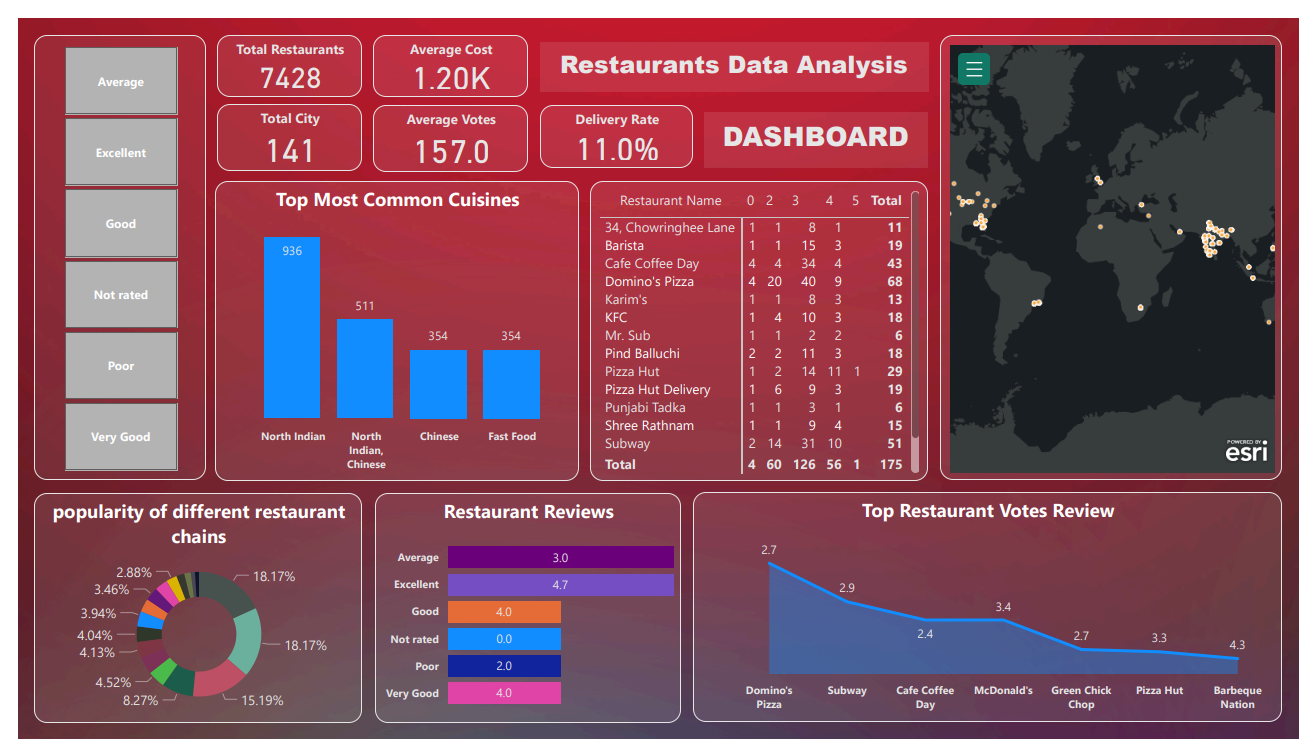 Average
Excellent
Good
Not rated
Poor
Very Good
Total Restaurants
7428
Average Cost
1.20K
Restaurants Data Analysis
Total City
141
Average Votes
157.0
Delivery Rate
11.0%
DASHBOARD
Top Most Common Cuisines
936
511
354
354
North Indian
North
Indian,
Chinese
Chinese
Fast Food
Restaurant Name 0 2 3 4 5 Total
34, Chowringhee Lane 1 1 8 1 11
Barista 1 1 15 3 19
Cafe Coffee Day 4 4 34 4 43
Domino's Pizza 4 20 40 9 68
Karim's 1 1 8 3 13
KFC 1 4 10 3 18
Mr. Sub 1 1 2 2 6
Pind Balluchi 2 2 11 3 18
Pizza Hut 1 2 14 11 1 29
Pizza Hut Delivery 1 6 9 3 19
Punjabi Tadka 1 1 3 1 6
Shree Rathnam 1 1 9 4 15
Subway 2 14 31 10 51
Total 4 60 126 56 1 175
POWERED BY
esri
popularity of different restaurant
chains
2.88%
18.17%
3.46%
3.94%
4.04%
4.13%
18.17%
4.52%
8.27%
15.19%
Restaurant Reviews
Average 3.0
Excellent 4.7
Good 4.0
Not rated 0.0
Poor 2.0
Very Good 4.0
Top Restaurant Votes Review
2.7
2.9
2.4
3.4
2.7
3.3
4.3
Domino's
Pizza
Subway
Cafe Coffee
Day
McDonald's
Green Chick
Chop
Pizza Hut
Barbeque
Nation